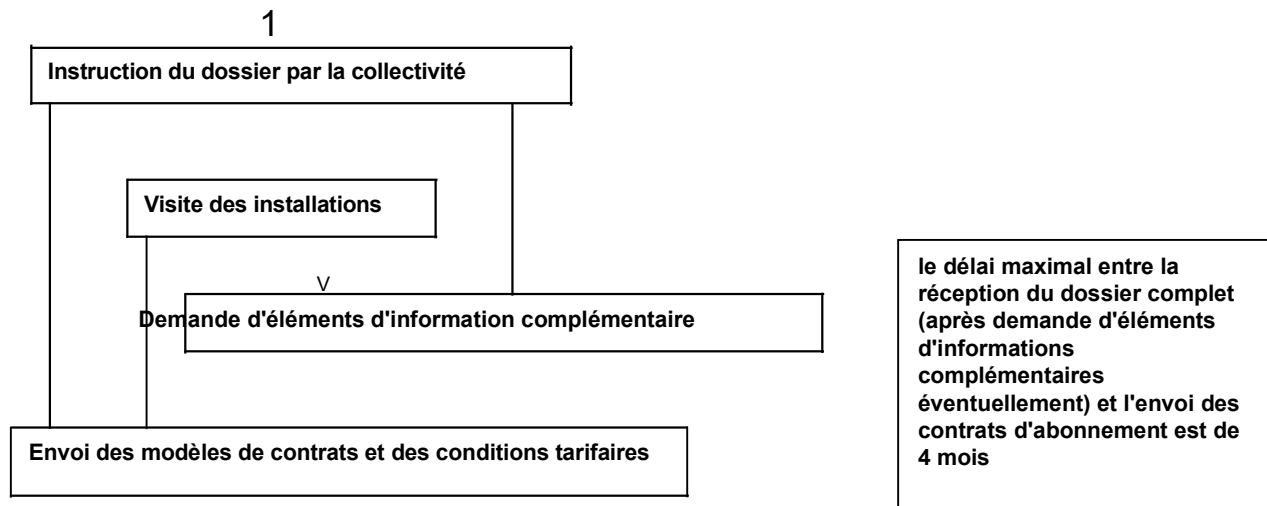 1
Instruction du dossier par la collectivité
Visite des installations
V
Demande d'éléments d'information complémentaire
Envoi des modèles de contrats et des conditions tarifaires
le délai maximal entre la
réception du dossier complet
(après demande d'éléments
d'informations
complémentaires
éventuellement) et l'envoi des
contrats d'abonnement est de
4 mois